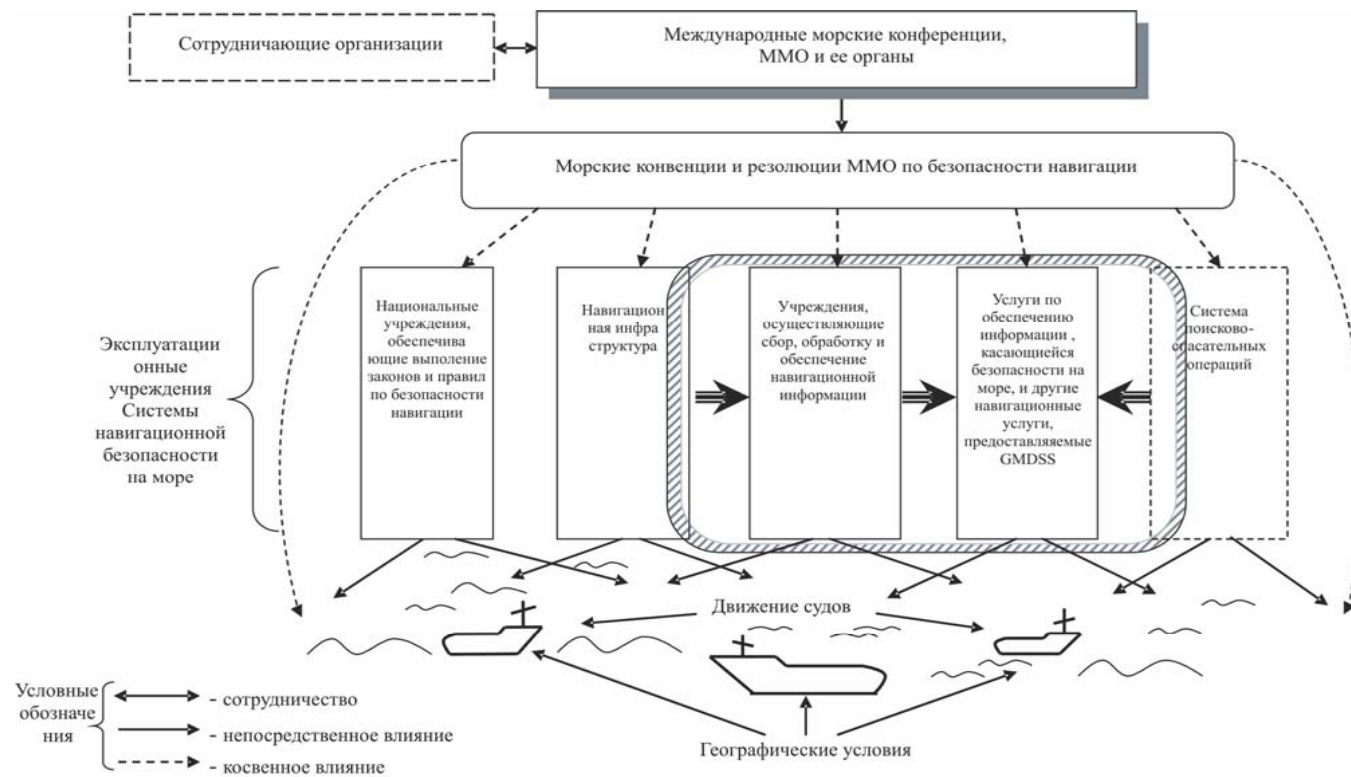 Сотрудничающие организации
Международные морские конференции,
ММО и ее органы
Морские конвенции и резолюции ММО по безопасности навигации
Эксплуатаци
онные
учреждения
Системы
навигационной
безопасности
на море
Национальные
учреждения,
обеспечива
ющие выполение
законов и правил
по безопасности
навигации
Навигацион
ная инфра
структура
Учреждения,
осуществляющие
сбор, обработку и
обеспечение
навигационной
информации
Услуги по
обеспечению
информации ,
касающиейся
безопасности на
море, и другие
навигационные
услуги,
предоставляемые
GMDSS
Система
поисково-
спасательных
операций
Движение судов
Географические условия
Условные
обозначе
ния
- сотрудничество
- непосредственное влияние
- косвенное влияние